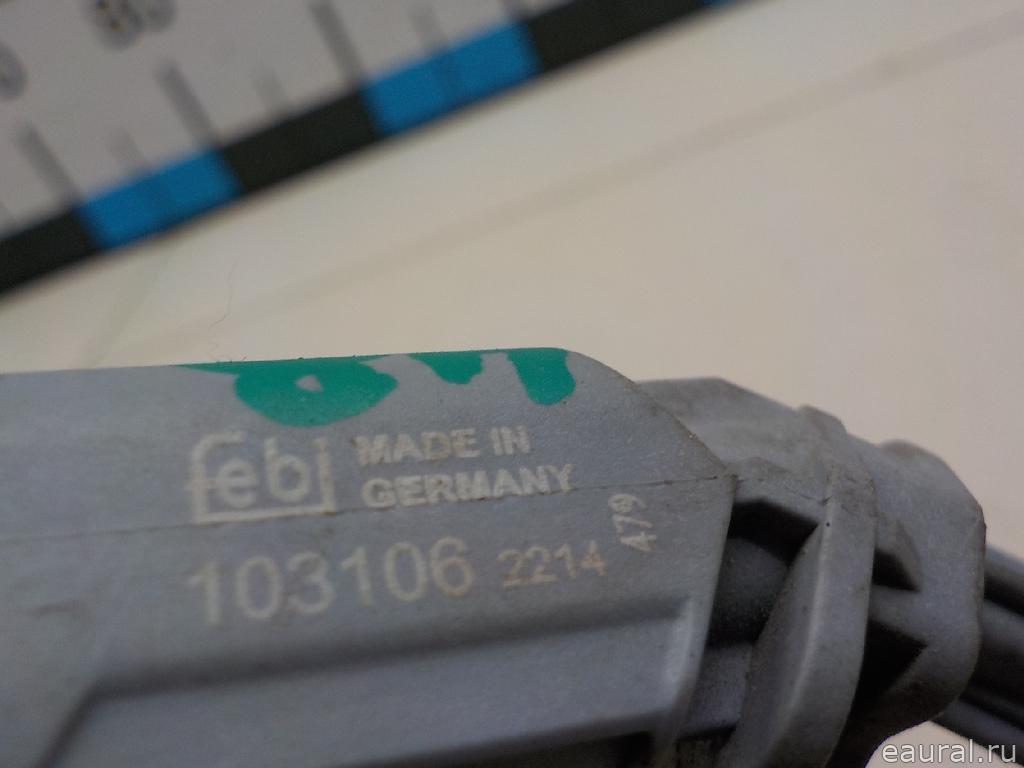 febi MADE IN
GERMANY
103106 2214 479
eaural.ru